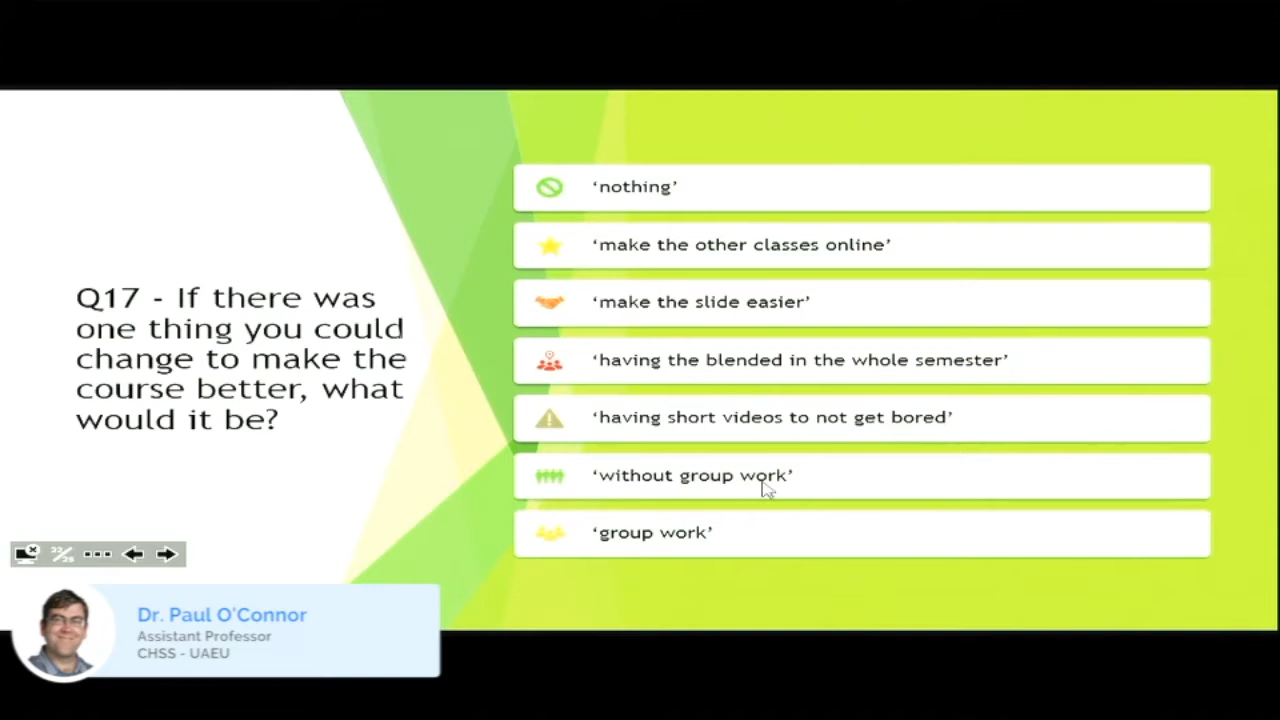 Q17 - If there was
one thing you could
change to make the
course better, what
would it be?
‘nothing’
‘make the other classes online’
‘make the slide easier’
‘having the blended in the whole semester’
‘having short videos to not get bored’
‘without group work’
‘group work’
Dr. Paul O'Connor
Assistant Professor
CHSS - UAEU